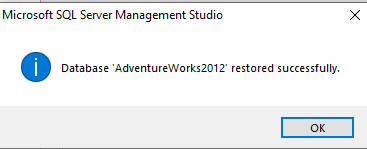 Microsoft SQL Server Management Studio
Database 'AdventureWorks2012' restored successfully.
OK